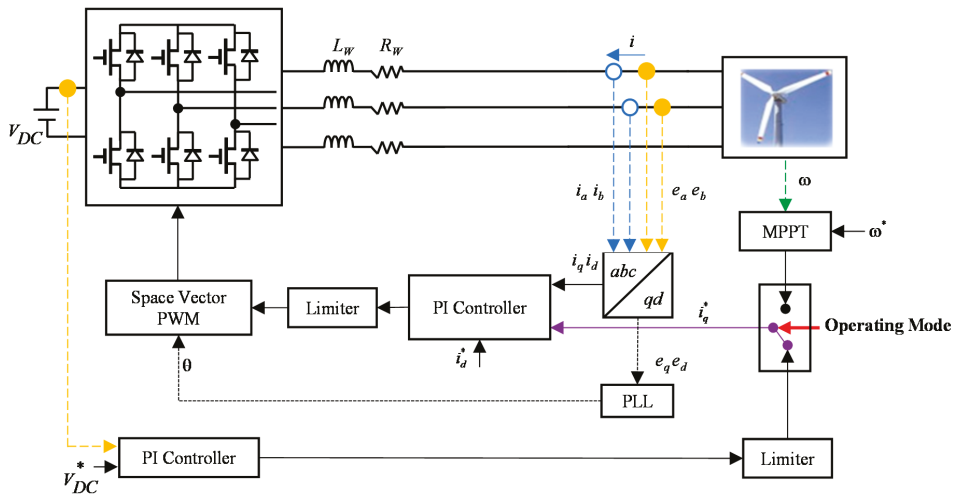 L_W R_W
i
V_DC
i_a i_b e_a e_b
ω
MPPT
ω*
abc
qd
i_q i_d
Space Vector
PWM
Limiter
PI Controller
i_q*
Operating Mode
i_d*
θ
e_q e_d
PLL
PI Controller
V_DC*
Limiter